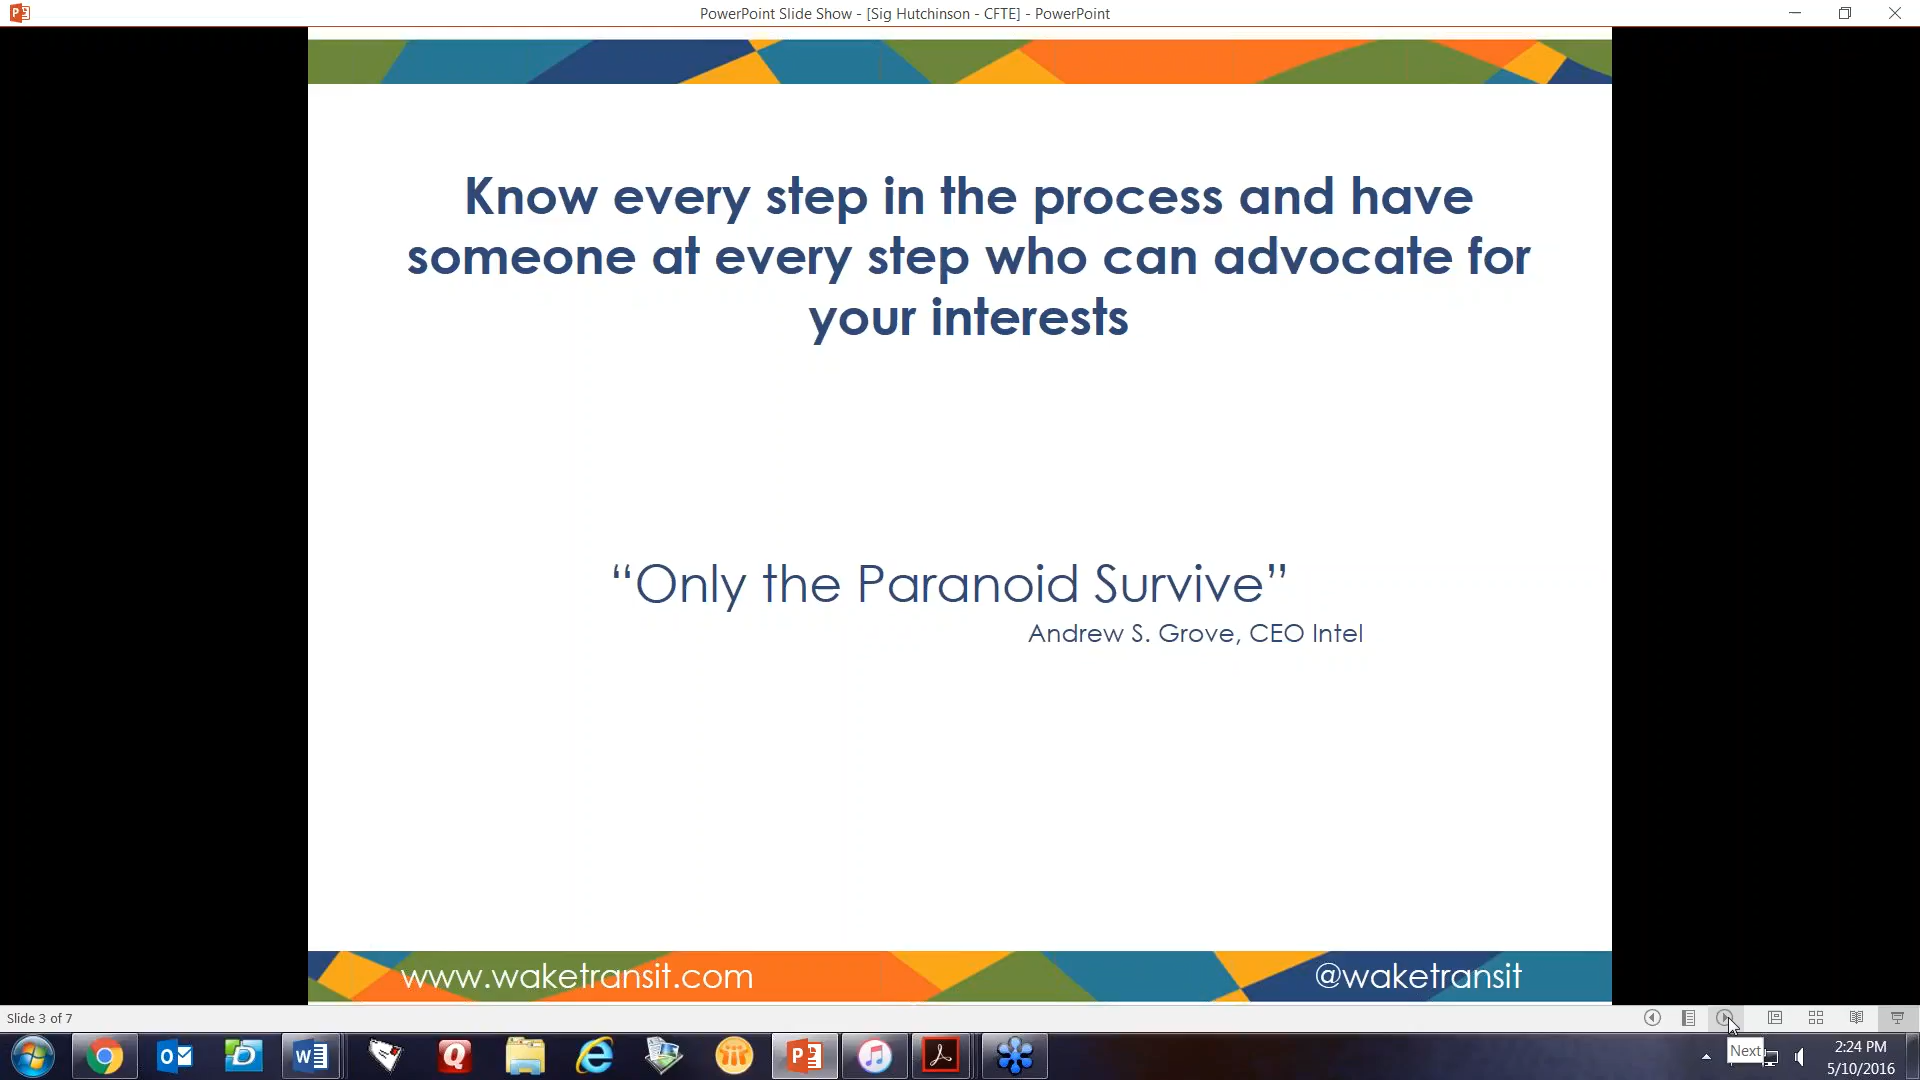 PowerPoint Slide Show - [Sig Hutchinson - CFTE] - PowerPoint
Know every step in the process and have
someone at every step who can advocate for
your interests
“Only the Paranoid Survive”
Andrew S. Grove, CEO Intel
www.waketransit.com
@waketransit
Slide 3 of 7
Next
2:24 PM
5/10/2016